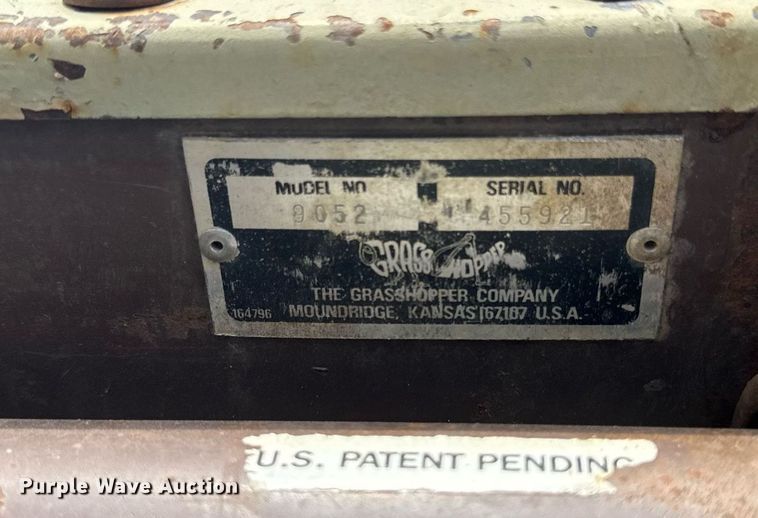 MODEL NO
SERIAL NO.
9052
455921
GRASSHOPPER
THE GRASSHOPPER COMPANY
164796
MOUNDRIDGE, KANSAS 67107 U.S.A.
U.S. PATENT PENDING
Purple Wave Auction